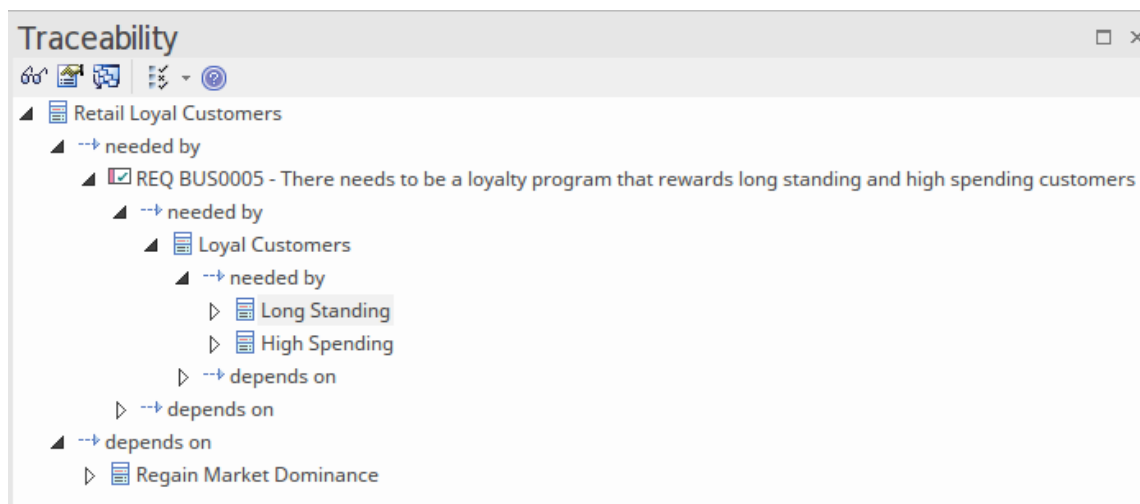 Traceability
Retail Loyal Customers
needed by
REQ BUS0005 - There needs to be a loyalty program that rewards long standing and high spending customers
needed by
Loyal Customers
needed by
Long Standing
High Spending
depends on
depends on
depends on
Regain Market Dominance